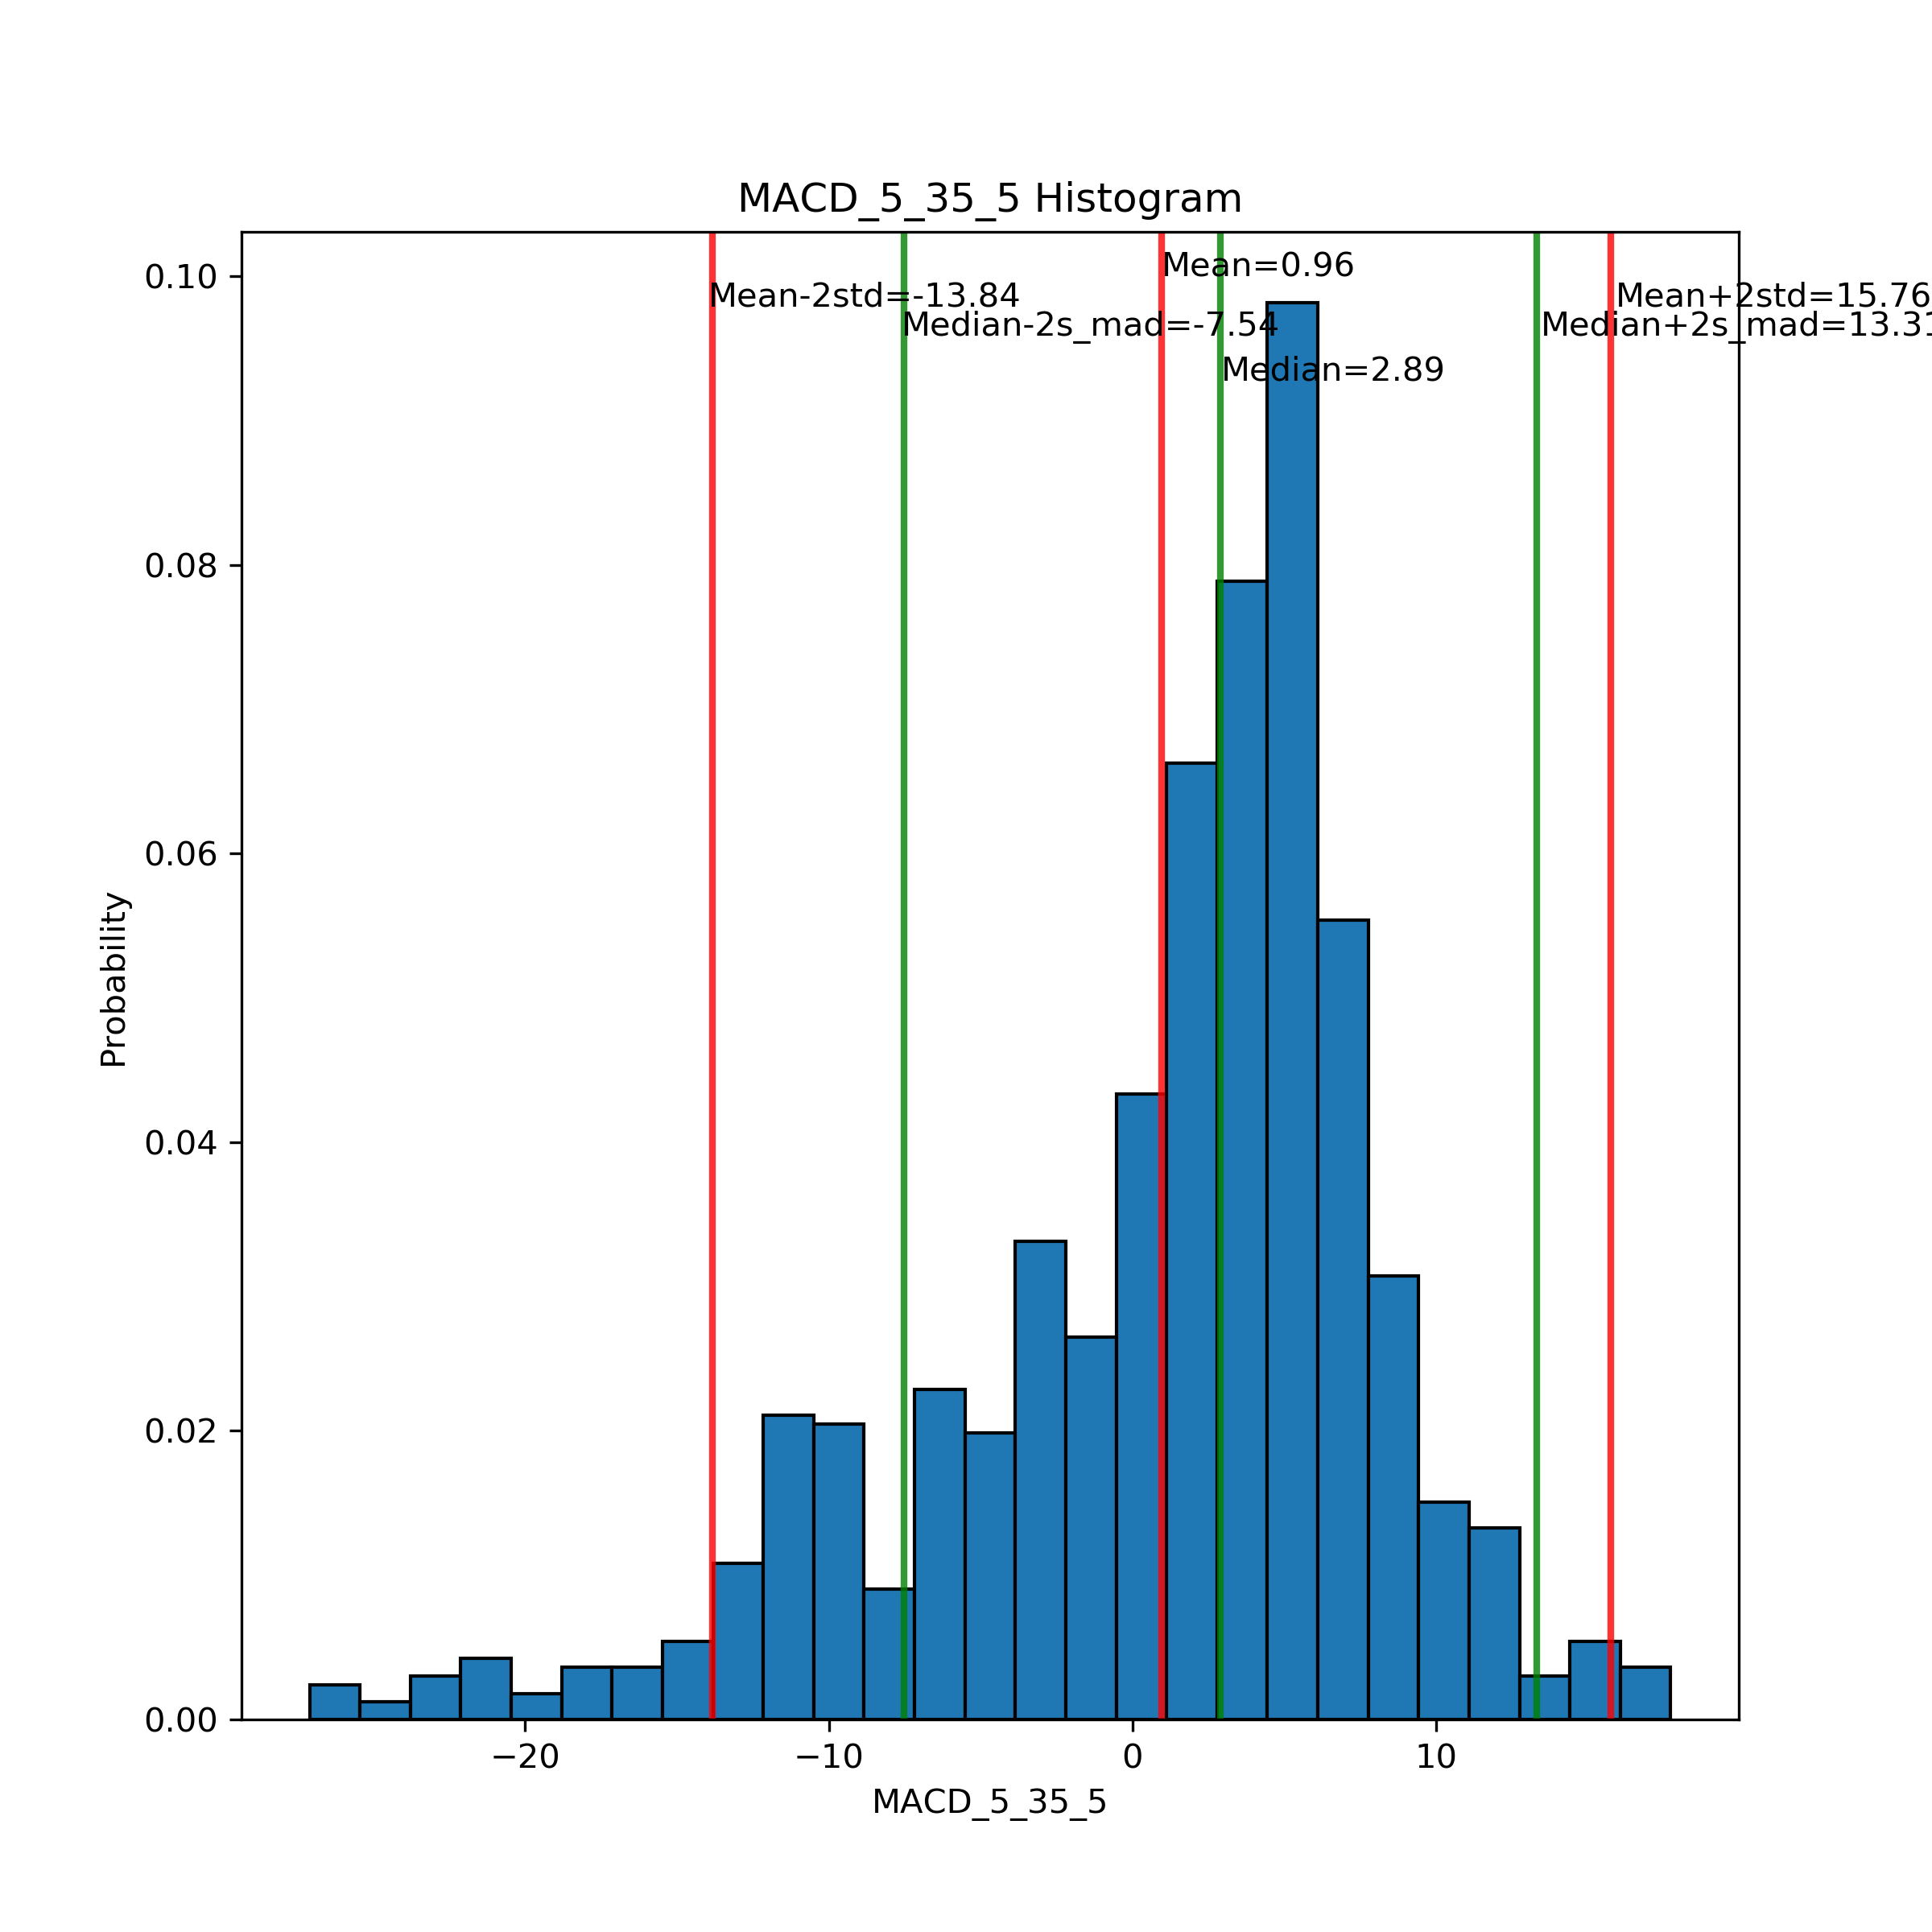 MACD_5_35_5 Histogram
Mean=0.96
Mean-2std=-13.84
Mean+2std=15.76
Median-2s_mad=-7.54
Median+2s_mad=13.31
Median=2.89
0.10
0.08
0.06
0.04
0.02
0.00
Probability
−20
−10
0
10
MACD_5_35_5